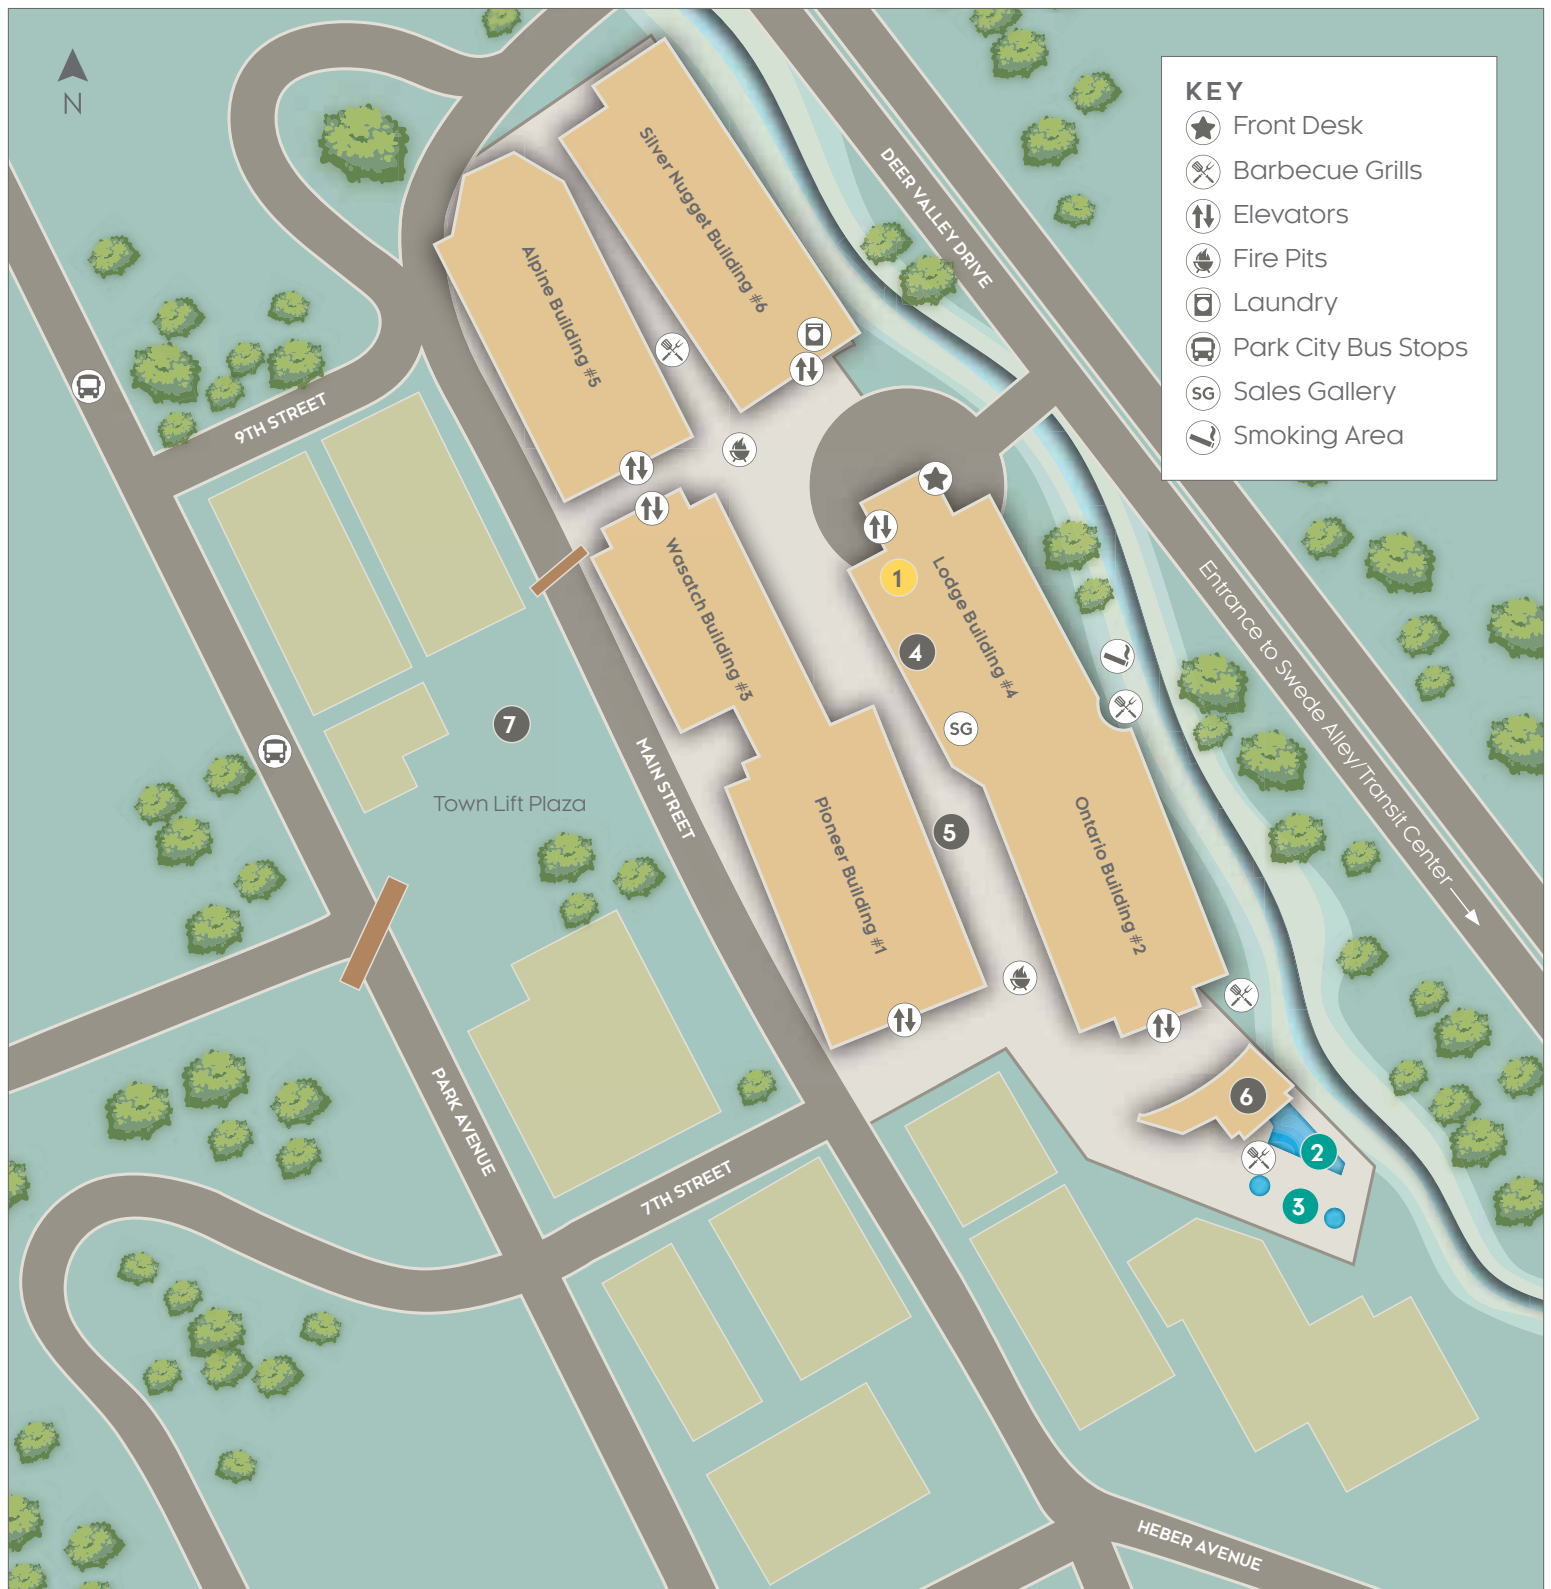 N
KEY
Front Desk
Barbecue Grills
Elevators
Fire Pits
Laundry
Park City Bus Stops
SG Sales Gallery
Smoking Area
Silver Nugget Building #6
DEER VALLEY DRIVE
Alpine Building #5
9TH STREET
Wasatch Building #3
1
Lodge Building #4
4
SG
Entrance to Swede Alley/Transit Center
7
Town Lift Plaza
MAIN STREET
5
Pioneer Building #1
Ontario Building #2
PARK AVENUE
6
2
3
7TH STREET
HEBER AVENUE